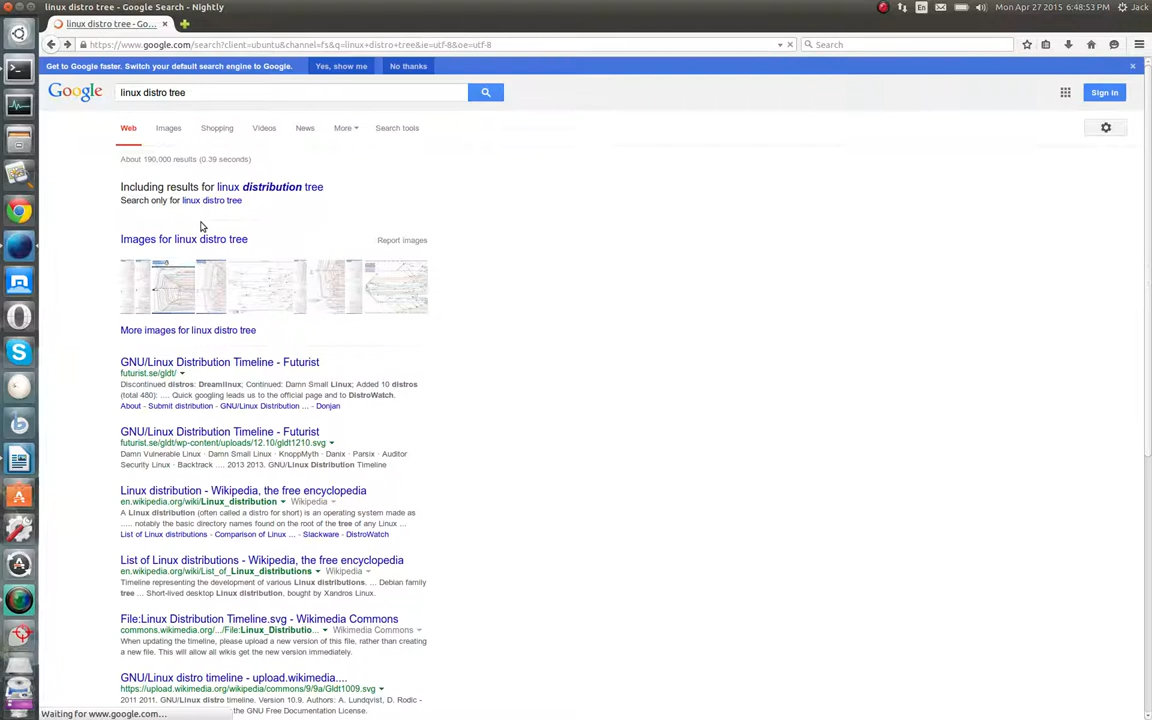 linux distro tree - Google Search - Nightly
En
Mon Apr 27 2015 6:48:53 PM
Jack
linux distro tree - Go...
https://www.google.com/search?client=ubuntu&channel=fs&q=linux+distro+tree&ie=utf-8&oe=utf-8
Search
Get to Google faster. Switch your default search engine to Google.
Yes, show me
No thanks
Google
linux distro tree
Sign in
Web
Images
Shopping
Videos
News
More
Search tools
About 190,000 results (0.39 seconds)
Including results for linux distribution tree
Search only for linux distro tree
Images for linux distro tree
Report images
More images for linux distro tree
GNU/Linux Distribution Timeline - Futurist
futurist.se/gldt/
Discontinued distros: Dreamlinux; Continued: Damn Small Linux; Added 10 distros
(total 480): .... Quick googling leads us to the official page and to DistroWatch.
About - Submit distribution - GNU/Linux Distribution ... - Donjan
GNU/Linux Distribution Timeline - Futurist
futurist.se/gldt/wp-content/uploads/12.10/gldt1210.svg
Damn Vulnerable Linux · Damn Small Linux · KnoppMyth · Danix · Parsix · Auditor
Security Linux · Backtrack .... 2013 2013. GNU/Linux Distribution Timeline
Linux distribution - Wikipedia, the free encyclopedia
en.wikipedia.org/wiki/Linux_distribution Wikipedia
A Linux distribution (often called a distro for short) is an operating system made as
..... notably the basic directory names found on the root of the tree of any Linux ...
List of Linux distributions - Comparison of Linux ... - Slackware - DistroWatch
List of Linux distributions - Wikipedia, the free encyclopedia
en.wikipedia.org/wiki/List_of_Linux_distributions Wikipedia
Timeline representing the development of various Linux distributions. ... Debian family
tree ... Short-lived desktop Linux distribution, bought by Xandros Linux.
File:Linux Distribution Timeline.svg - Wikimedia Commons
commons.wikimedia.org/.../File:Linux_Distributio... Wikimedia Commons
When updating the timeline, please upload a new version of this file, rather than creating
a new file. This will allow all wikis get the new version immediately.
GNU/Linux distro timeline - upload.wikimedia....
https://upload.wikimedia.org/wikipedia/commons/9/9a/Gldt1009.svg
2011 2011. GNU/Linux distro timeline. Version 10.9. Authors: A. Lundqvist, D. Rodic -
the GNU Free Documentation License.
Waiting for www.google.com...